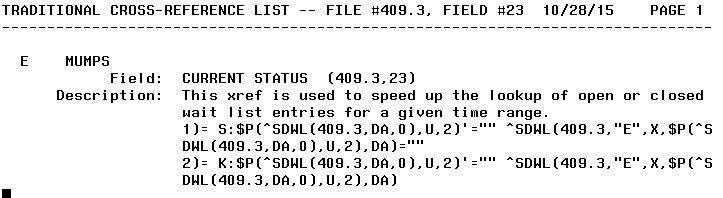 TRADITIONAL CROSS-REFERENCE LIST -- FILE #409.3, FIELD #23  10/28/15    PAGE 1
--------------------------------------------------------------------------------
E    MUMPS
Field:  CURRENT STATUS  (409.3,23)
Description:  This xref is used to speed up the lookup of open or closed
wait list entries for a given time range.
1)= S:$P(^SDWL(409.3,DA,0),U,2)'="" ^SDWL(409.3,"E",X,$P(^S
DWL(409.3,DA,0),U,2),DA)=""
2)= K:$P(^SDWL(409.3,DA,0),U,2)'="" ^SDWL(409.3,"E",X,$P(^S
DWL(409.3,DA,0),U,2),DA)